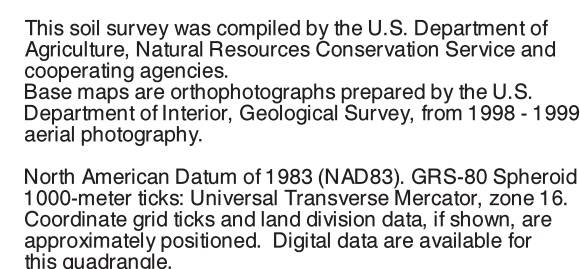 This soil survey was compiled by the U.S. Department of
Agriculture, Natural Resources Conservation Service and
cooperating agencies.
Base maps are orthophotographs prepared by the U.S.
Department of Interior, Geological Survey, from 1998 - 1999
aerial photography.
North American Datum of 1983 (NAD83). GRS-80 Spheroid
1000-meter ticks: Universal Transverse Mercator, zone 16.
Coordinate grid ticks and land division data, if shown, are
approximately positioned. Digital data are available for
this quadrangle.